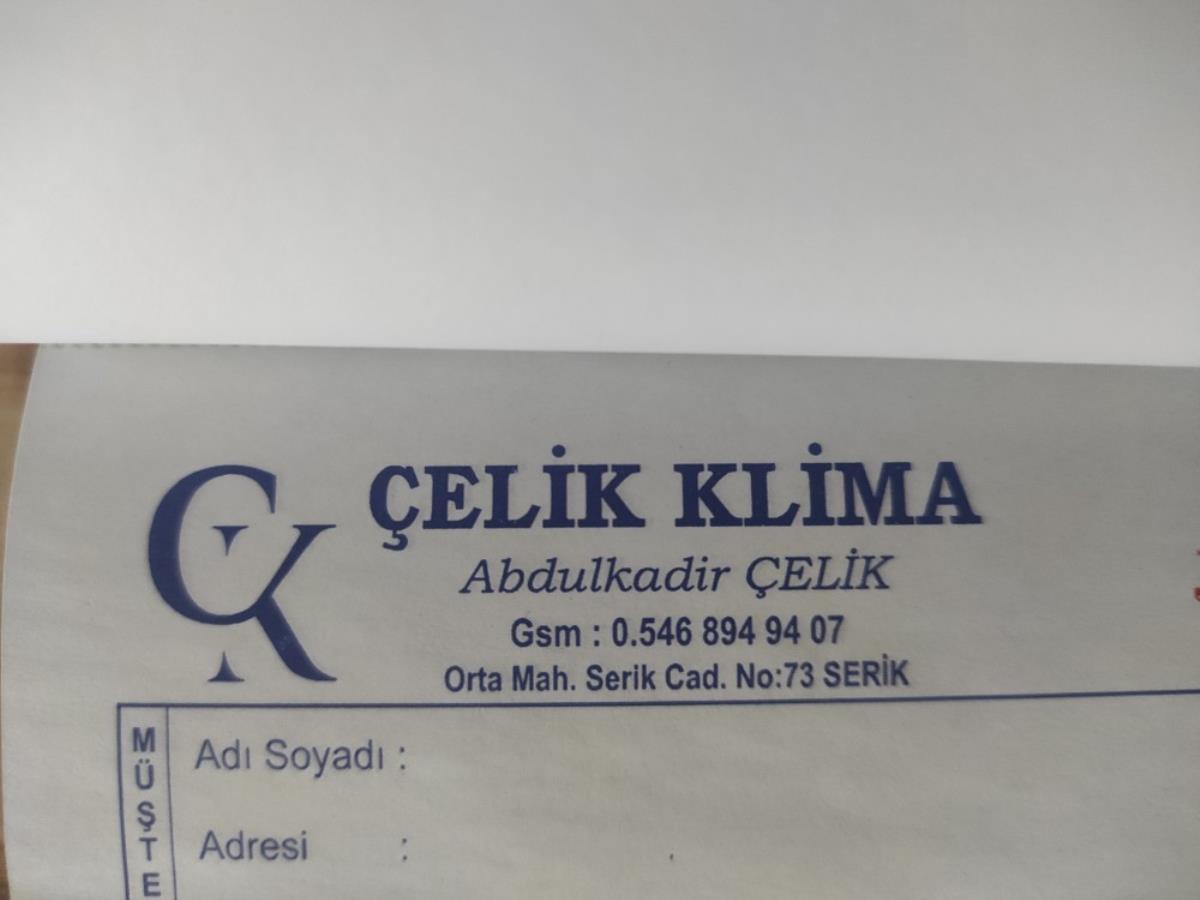 CK
ÇELİK KLİMA
Abdulkadir ÇELİK
Gsm : 0.546 894 94 07
Orta Mah. Serik Cad. No:73 SERİK
MÜŞTE
Adı Soyadı :
Adresi :